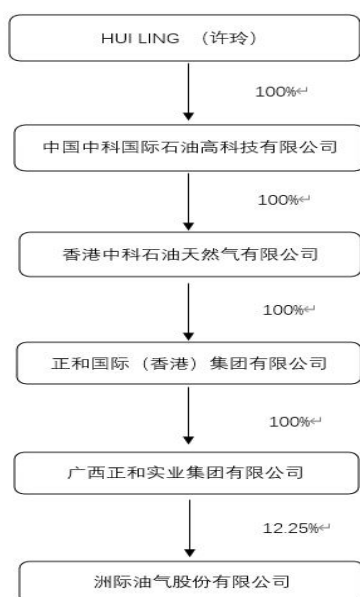 HUI LING （许玲）
100%↵
中国中科国际石油高科技有限公司
100%↵
香港中科石油天然气有限公司
100%↵
正和国际（香港）集团有限公司
100%↵
广西正和实业集团有限公司
12.25%↵
洲际油气股份有限公司